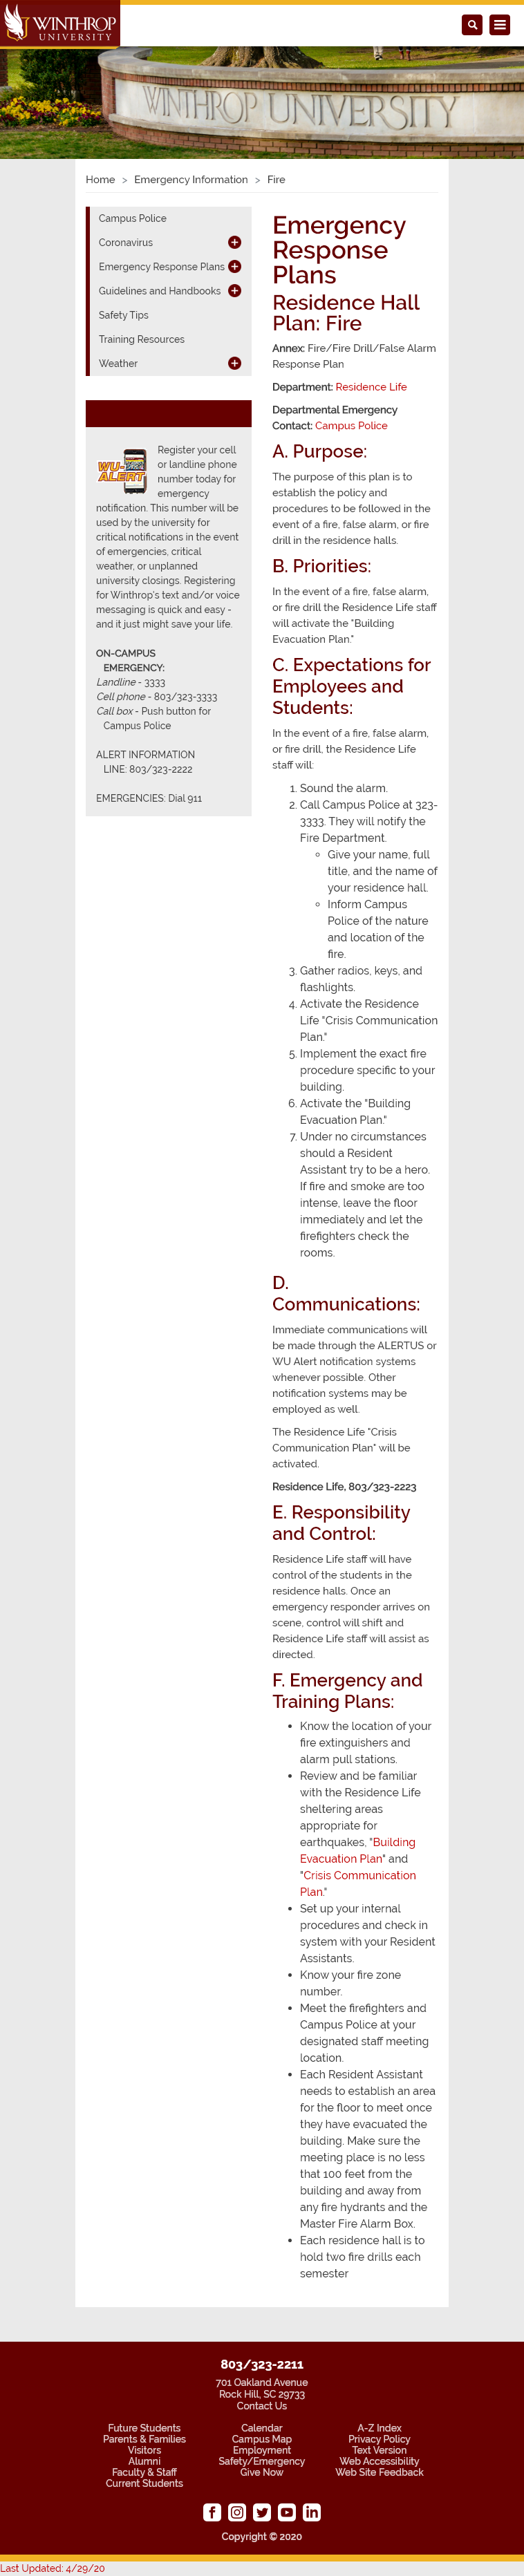 WINTHROP
UNIVERSITY
WINTHROP UNIVERSITY
Home > Emergency Information > Fire
Campus Police
Coronavirus
Emergency Response Plans
Guidelines and Handbooks
Safety Tips
Training Resources
Weather
WU-
ALERT
Register your cell
or landline phone
number today for
emergency
notification. This number will be
used by the university for
critical notifications in the event
of emergencies, critical
weather, or unplanned
university closings. Registering
for Winthrop's text and/or voice
messaging is quick and easy -
and it just might save your life.
ON-CAMPUS
EMERGENCY:
Landline - 3333
Cell phone - 803/323-3333
Call box - Push button for
Campus Police
ALERT INFORMATION
LINE: 803/323-2222
EMERGENCIES: Dial 911
Emergency
Response
Plans
Residence Hall
Plan: Fire
Annex: Fire/Fire Drill/False Alarm
Response Plan
Department: Residence Life
Departmental Emergency
Contact: Campus Police
A. Purpose:
The purpose of this plan is to
establish the policy and
procedures to be followed in the
event of a fire, false alarm, or fire
drill in the residence halls.
B. Priorities:
In the event of a fire, false alarm,
or fire drill the Residence Life staff
will activate the "Building
Evacuation Plan."
C. Expectations for
Employees and
Students:
In the event of a fire, false alarm,
or fire drill, the Residence Life
staff will:
1. Sound the alarm.
2. Call Campus Police at 323-
3333. They will notify the
Fire Department.
Give your name, full
title, and the name of
your residence hall.
Inform Campus
Police of the nature
and location of the
fire.
3. Gather radios, keys, and
flashlights.
4. Activate the Residence
Life "Crisis Communication
Plan."
5. Implement the exact fire
procedure specific to your
building.
6. Activate the "Building
Evacuation Plan."
7. Under no circumstances
should a Resident
Assistant try to be a hero.
If fire and smoke are too
intense, leave the floor
immediately and let the
firefighters check the
rooms.
D.
Communications:
Immediate communications will
be made through the ALERTUS or
WU Alert notification systems
whenever possible. Other
notification systems may be
employed as well.
The Residence Life "Crisis
Communication Plan" will be
activated.
Residence Life, 803/323-2223
E. Responsibility
and Control:
Residence Life staff will have
control of the students in the
residence halls. Once an
emergency responder arrives on
scene, control will shift and
Residence Life staff will assist as
directed.
F. Emergency and
Training Plans:
Know the location of your
fire extinguishers and
alarm pull stations.
Review and be familiar
with the Residence Life
sheltering areas
appropriate for
earthquakes, "Building
Evacuation Plan" and
"Crisis Communication
Plan."
Set up your internal
procedures and check in
system with your Resident
Assistants.
Know your fire zone
number.
Meet the firefighters and
Campus Police at your
designated staff meeting
location.
Each Resident Assistant
needs to establish an area
for the floor to meet once
they have evacuated the
building. Make sure the
meeting place is no less
that 100 feet from the
building and away from
any fire hydrants and the
Master Fire Alarm Box.
Each residence hall is to
hold two fire drills each
semester
803/323-2211
701 Oakland Avenue
Rock Hill, SC 29733
Contact Us
Future Students
Parents & Families
Visitors
Alumni
Faculty & Staff
Current Students
Calendar
Campus Map
Employment
Safety/Emergency
Give Now
A-Z Index
Privacy Policy
Text Version
Web Accessibility
Web Site Feedback
Copyright © 2020
Last Updated: 4/29/20